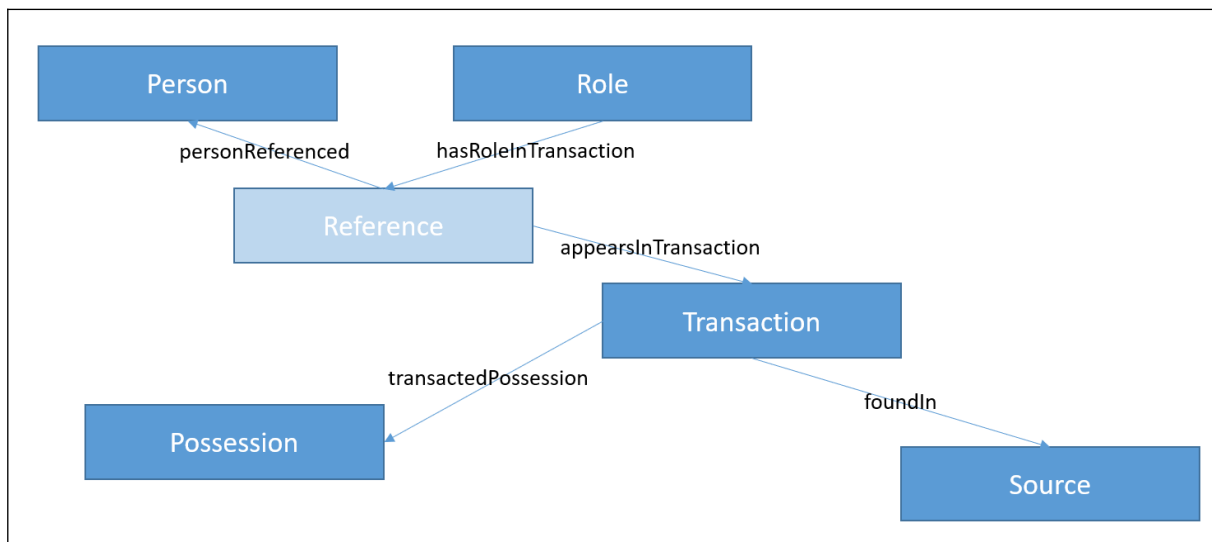 Person
Role
personReferenced
hasRoleInTransaction
Reference
appearsInTransaction
Transaction
transactedPossession
foundIn
Possession
Source